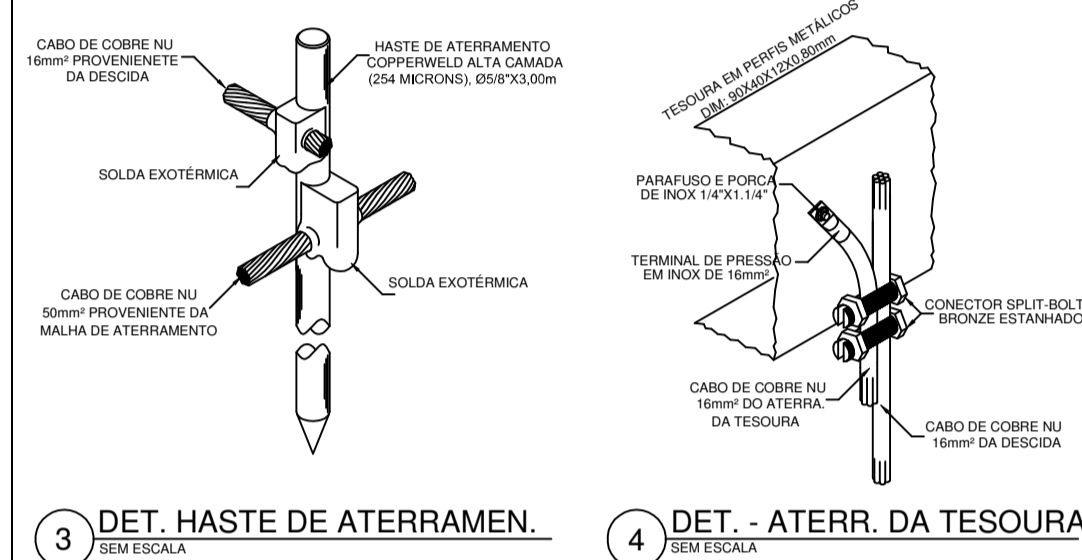 CABO DE COBRE NU
16mm² PROVENIENETE
DA DESCIDA
HASTE DE ATERRAMENTO
COPPERWELD ALTA CAMADA
(254 MICRONS), Ø5/8"X3,00m
SOLDA EXOTÉRMICA
SOLDA EXOTÉRMICA
CABO DE COBRE NU
50mm² PROVENIENTE DA
MALHA DE ATERRAMENTO
3
DET. HASTE DE ATERRAMEN.
SEM ESCALA
TESOURA EM PERFIS METÁLICOS
DIM: 90X40X12X0,80mm
PARAFUSO E PORCA
DE INOX 1/4"X1.1/4"
TERMINAL DE PRESSÃO
EM INOX DE 16mm²
CONECTOR SPLIT-BOLT
BRONZE ESTANHADO
CABO DE COBRE NU
16mm² DO ATERRA.
DA TESOURA
CABO DE COBRE NU
16mm² DA DESCIDA
4
DET. - ATERR. DA TESOURA
SEM ESCALA